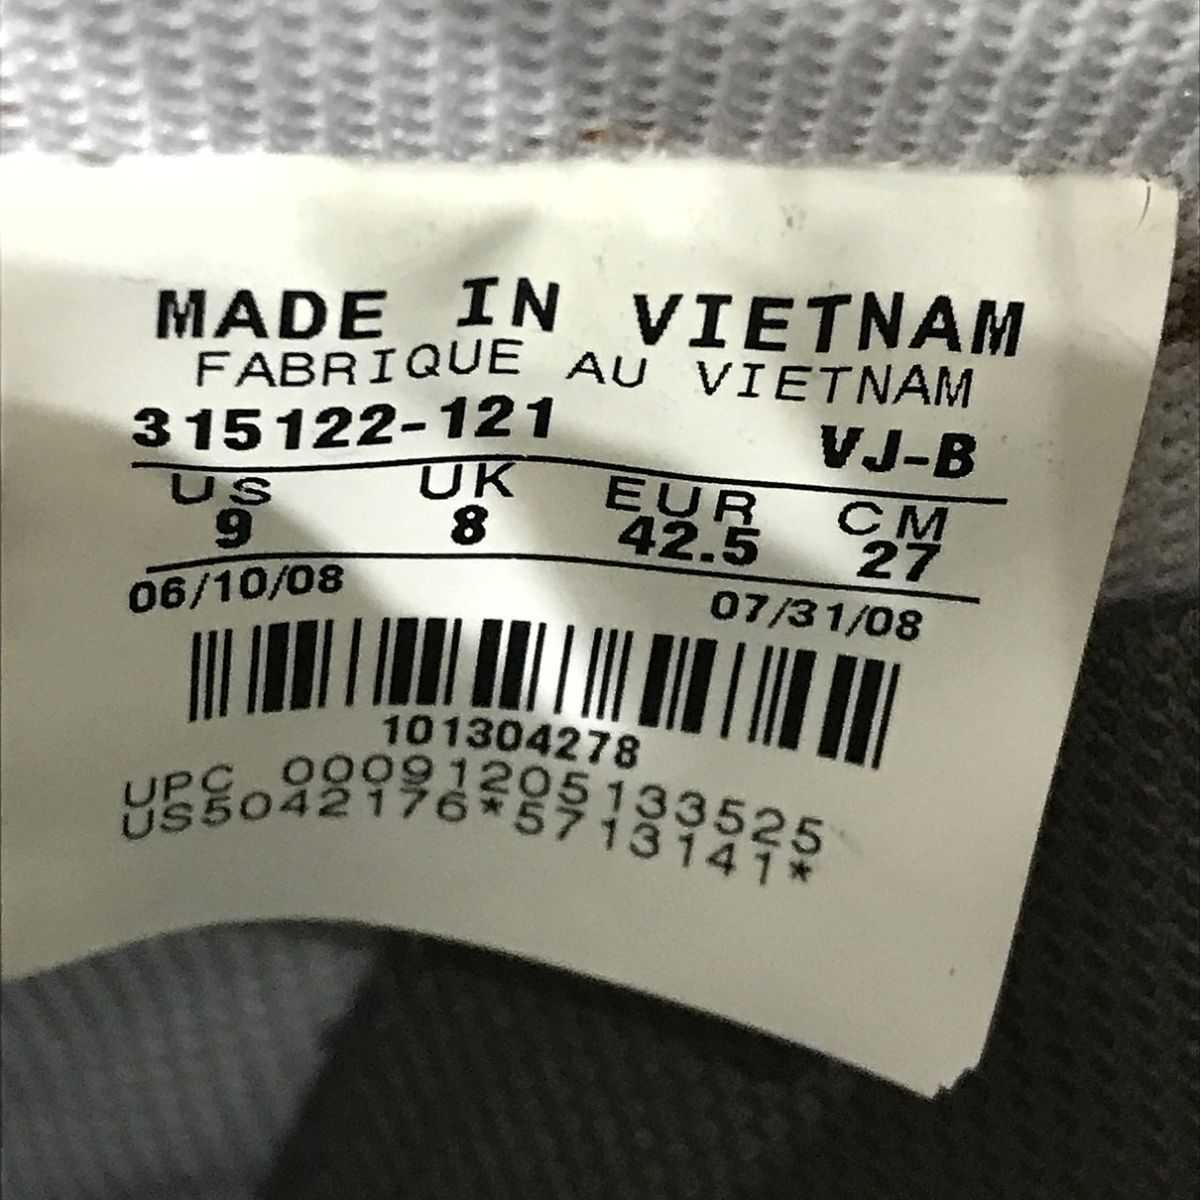 MADE IN VIETNAM
FABRIQUE AU VIETNAM
315122-121 VJ-B
US UK EUR CM
9 8 42.5 27
06/10/08 07/31/08
101304278
UPC 00091205133525
US5042176*5713141*